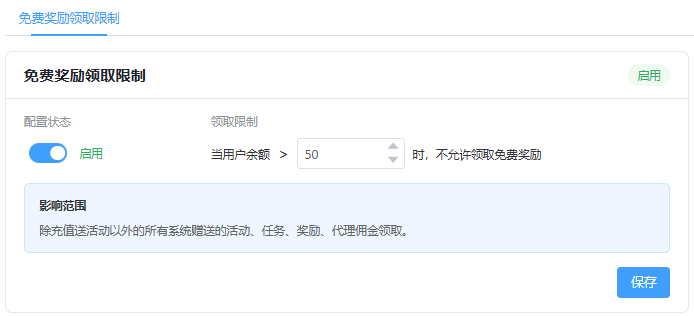 免费奖励领取限制
免费奖励领取限制 启用
配置状态 领取限制
启用 当用户余额 > 50 时，不允许领取免费奖励
影响范围
除充值送活动以外的所有系统赠送的活动、任务、奖励、代理佣金领取。
保存